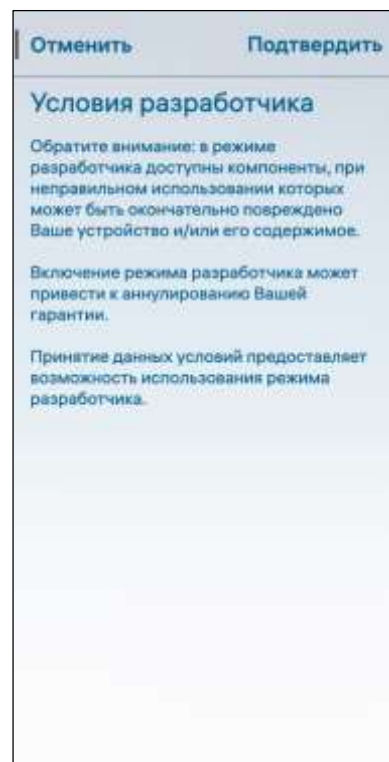 Отменить Подтвердить
Условия разработчика
Обратите внимание: в режиме
разработчика доступны компоненты, при
неправильном использовании которых
может быть окончательно повреждено
Ваше устройство и/или его содержимое.
Включение режима разработчика может
привести к аннулированию Вашей
гарантии.
Принятие данных условий предоставляет
возможность использования режима
разработчика.